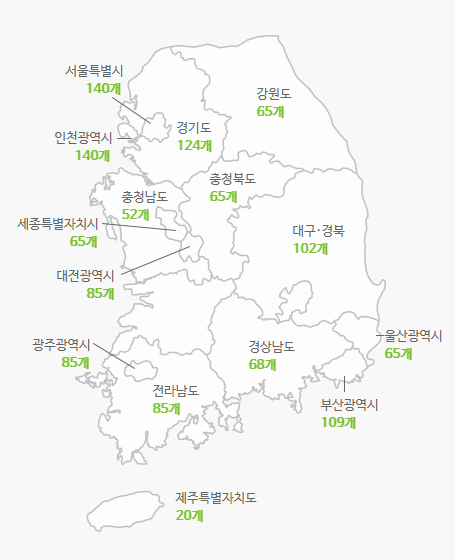 서울특별시
140개
강원도
65개
경기도
124개
인천광역시
140개
충청북도
65개
충청남도
52개
세종특별자치시
65개
대구·경북
102개
대전광역시
85개
울산광역시
65개
광주광역시
85개
경상남도
68개
전라남도
85개
부산광역시
109개
제주특별자치도
20개